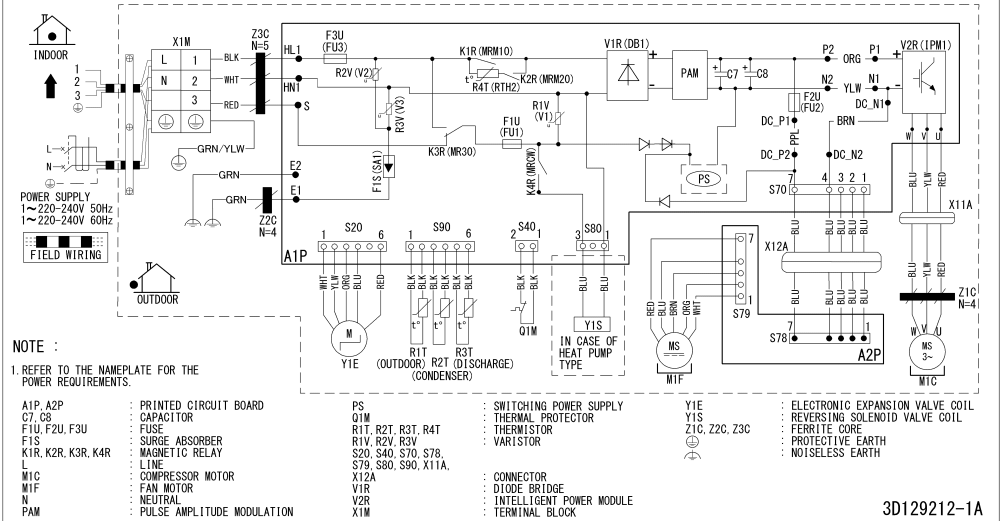 INDOOR
1
2
3
L
N
POWER SUPPLY
1~220-240V 50Hz
1~220-240V 60Hz
FIELD WIRING
OUTDOOR
X1M
L 1
N 2
3
Z3C
N=5
BLK
WHT
RED
GRN/YLW
GRN
GRN
Z2C
N=4
HL1
HN1
S
E2
E1
A1P
F3U
(FU3)
R2V(V2)
R3V(V3)
F1S(SA1)
K1R(MRM10)
t°
R4T(RTH2)
K2R(MRM20)
K3R(MR30)
F1U
(FU1)
R1V
(V1)
K4R(MRCW)
V1R(DB1)
+
-
PAM
+
C7
+
C8
PS
P2 ORG P1
N2 YLW N1
F2U
(FU2)
DC_N1
BRN
DC_P1
PPL
DC_P2
DC_N2
V2R(IPM1)
+
-
W V U
S70
7 4 3 2 1
BLU
YLW
RED
X11A
BLU
YLW
RED
Z1C
N=4
W V U
MS
3~
M1C
X12A
BLU BLU BLU BLU BLU
BLU BLU BLU BLU BLU
S78
7 1
A2P
7
1
S79
RED
BLU
BRN
ORG
WHT
MS
M1F
S20
1 6
WHT
YLW
ORG
BLU
RED
M
Y1E
S90
1 6
BLK BLK BLK BLK BLK BLK
t° t° t°
R1T
(OUTDOOR)
R2T
(CONDENSER)
R3T
(DISCHARGE)
S40
2 1
BLK
BLK
Q1M
S80
3 1
BLU
BLU
Y1S
IN CASE OF
HEAT PUMP
TYPE
NOTE :
1. REFER TO THE NAMEPLATE FOR THE
POWER REQUIREMENTS.
A1P, A2P : PRINTED CIRCUIT BOARD
C7, C8 : CAPACITOR
F1U, F2U, F3U : FUSE
F1S : SURGE ABSORBER
K1R, K2R, K3R, K4R : MAGNETIC RELAY
L : LINE
M1C : COMPRESSOR MOTOR
M1F : FAN MOTOR
N : NEUTRAL
PAM : PULSE AMPLITUDE MODULATION
PS : SWITCHING POWER SUPPLY
Q1M : THERMAL PROTECTOR
R1T, R2T, R3T, R4T : THERMISTOR
R1V, R2V, R3V : VARISTOR
S20, S40, S70, S78,
S79, S80, S90, X11A,
X12A : CONNECTOR
V1R : DIODE BRIDGE
V2R : INTELLIGENT POWER MODULE
X1M : TERMINAL BLOCK
Y1E : ELECTRONIC EXPANSION VALVE COIL
Y1S : REVERSING SOLENOID VALVE COIL
Z1C, Z2C, Z3C : FERRITE CORE
: PROTECTIVE EARTH
: NOISELESS EARTH
3D129212-1A